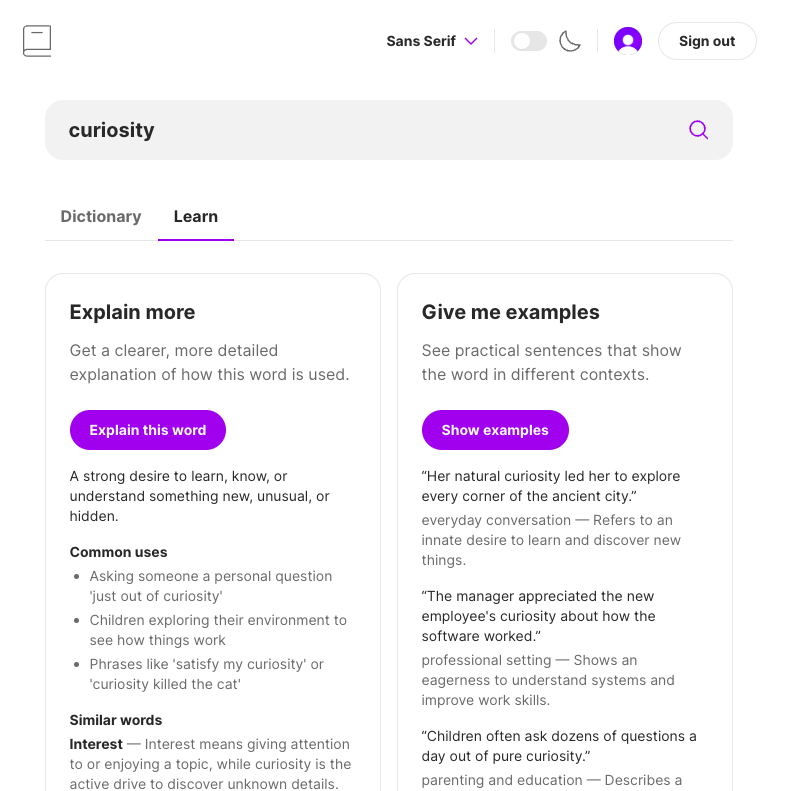 Sans Serif
Sign out
curiosity
Dictionary
Learn
Explain more
Get a clearer, more detailed
explanation of how this word is used.
Explain this word
A strong desire to learn, know, or
understand something new, unusual, or
hidden.
Common uses
Asking someone a personal question
'just out of curiosity'
Children exploring their environment to
see how things work
Phrases like 'satisfy my curiosity' or
'curiosity killed the cat'
Similar words
Interest — Interest means giving attention
to or enjoying a topic, while curiosity is the
active drive to discover unknown details.
Give me examples
See practical sentences that show
the word in different contexts.
Show examples
“Her natural curiosity led her to explore
every corner of the ancient city.”
everyday conversation — Refers to an
innate desire to learn and discover new
things.
“The manager appreciated the new
employee's curiosity about how the
software worked.”
professional setting — Shows an
eagerness to understand systems and
improve work skills.
“Children often ask dozens of questions a
day out of pure curiosity.”
parenting and education — Describes a